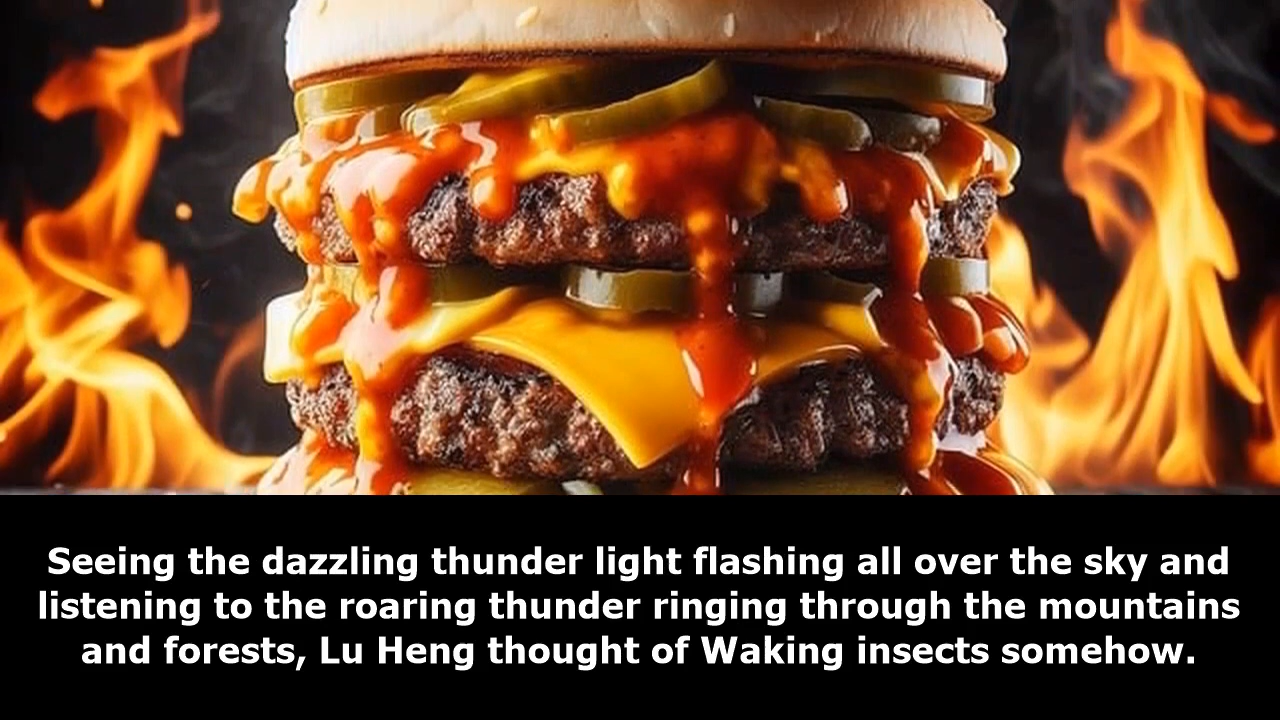 Seeing the dazzling thunder light flashing all over the sky and
listening to the roaring thunder ringing through the mountains
and forests, Lu Heng thought of Waking insects somehow.